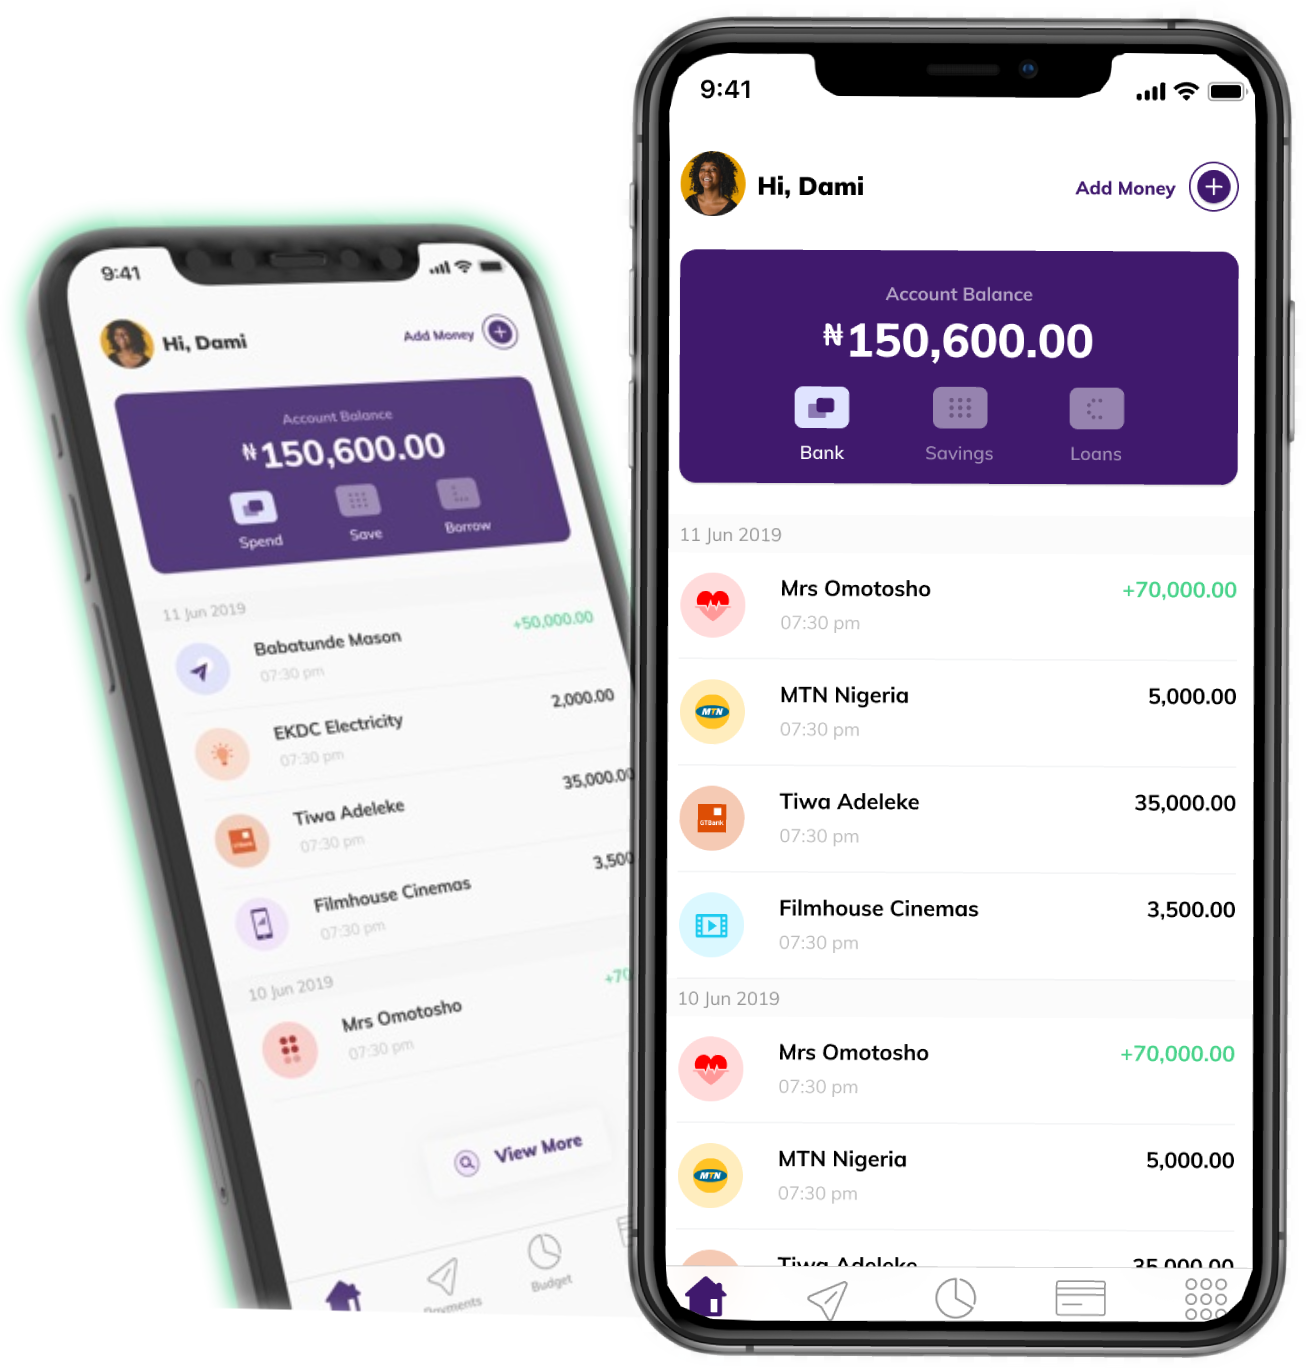 9:41
Hi, Dami
Add Money
Account Balance
₦150,600.00
Spend
Save
Borrow
11 Jun 2019
Babatunde Mason
+50,000.00
07:30 pm
EKDC Electricity
2,000.00
07:30 pm
Tiwa Adeleke
35,000.00
07:30 pm
GTBank
Filmhouse Cinemas
3,500
07:30 pm
10 Jun 2019
Mrs Omotosho
+70
07:30 pm
View More
Payments
Budget
9:41
Hi, Dami
Add Money
Account Balance
₦150,600.00
Bank
Savings
Loans
11 Jun 2019
Mrs Omotosho
+70,000.00
07:30 pm
MTN
MTN Nigeria
5,000.00
07:30 pm
GTBank
Tiwa Adeleke
35,000.00
07:30 pm
Filmhouse Cinemas
3,500.00
07:30 pm
10 Jun 2019
Mrs Omotosho
+70,000.00
07:30 pm
MTN
MTN Nigeria
5,000.00
07:30 pm
Tiwa Adeleke
35,000.00